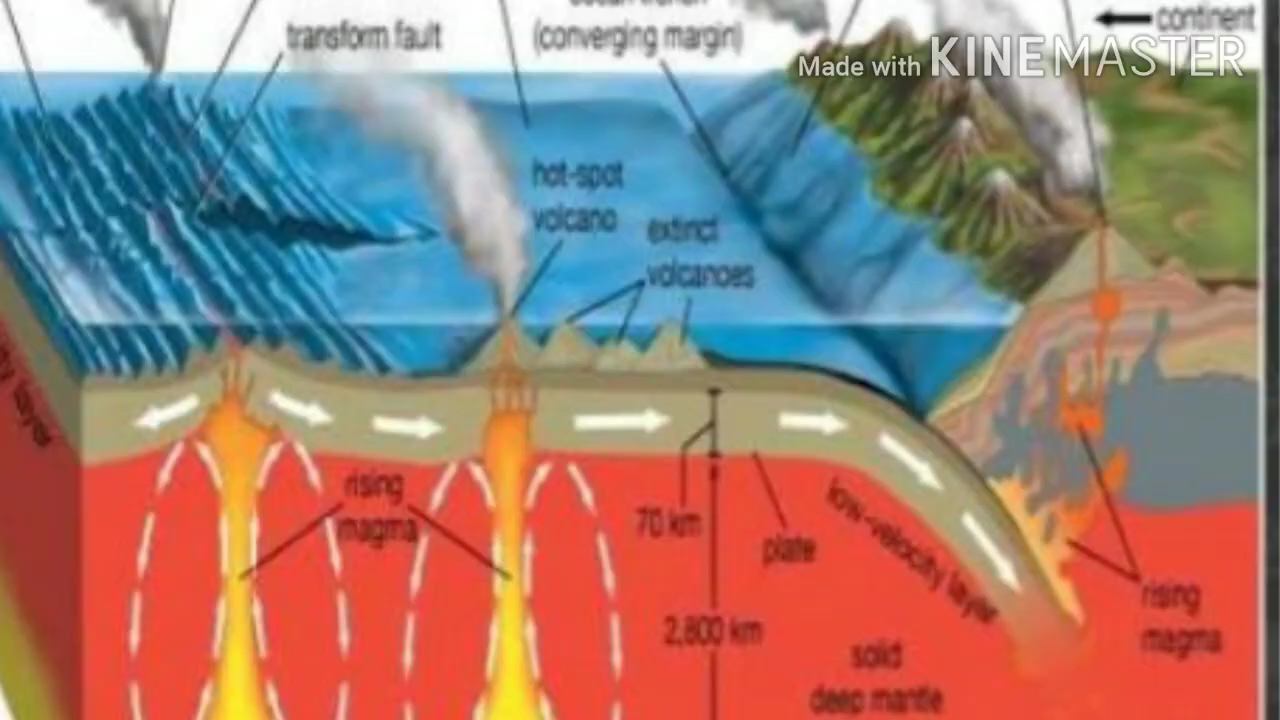 continent
transform fault
(converging margin)
Made with KINEMASTER
hot-spot
volcano
extinct
volcanoes
rising
magma
70 km
plate
low-velocity layer
2,800 km
rising
magma
solid
deep mantle
layer